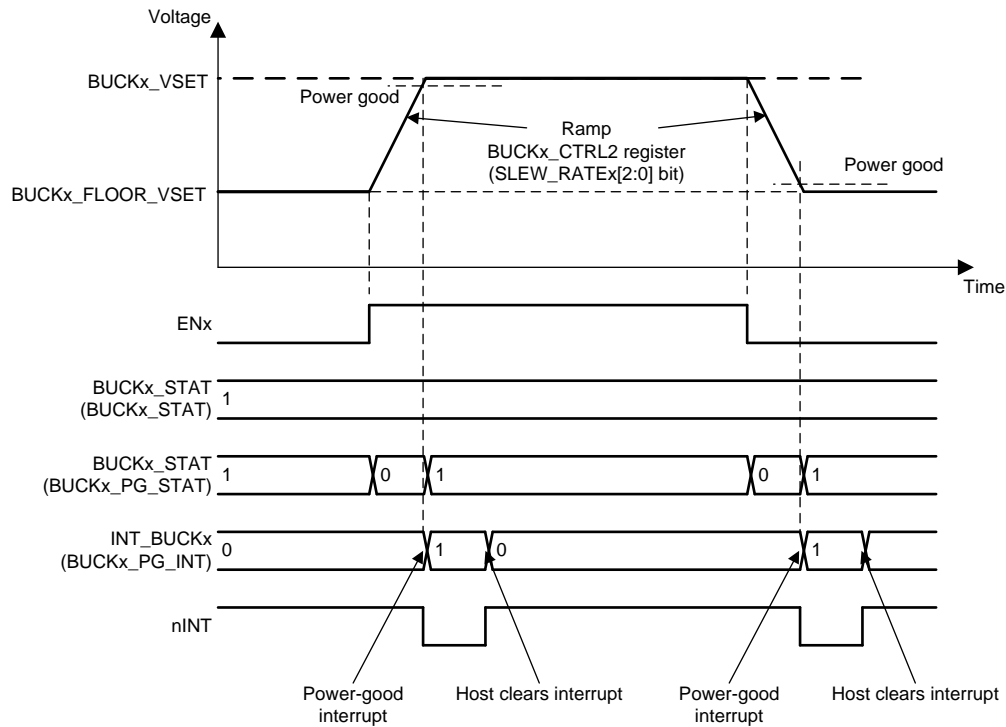 Voltage
BUCKx_VSET
Power good
Ramp
BUCKx_CTRL2 register
(SLEW_RATEx[2:0] bit)
Power good
BUCKx_FLOOR_VSET
Time
ENx
BUCKx_STAT
(BUCKx_STAT)
1
BUCKx_STAT
(BUCKx_PG_STAT)
1 0 1 0 1
INT_BUCKx
(BUCKx_PG_INT)
0 1 0 1 0
nINT
Power-good
interrupt
Host clears interrupt
Power-good
interrupt
Host clears interrupt